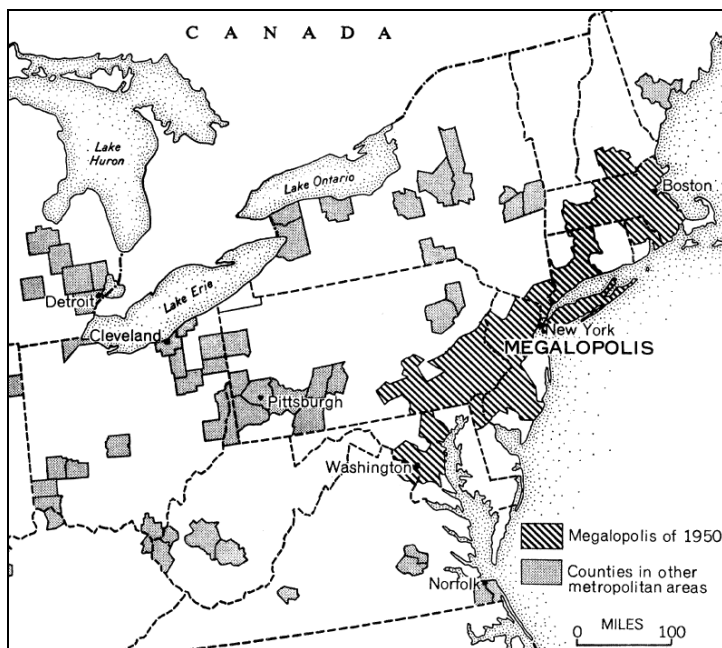 CANADA
Lake
Huron
Lake Ontario
Boston
Lake Erie
Detroit
Cleveland
New York
MEGALOPOLIS
Pittsburgh
Washington
Megalopolis of 1950
Counties in other
metropolitan areas
Norfolk
MILES
0 100